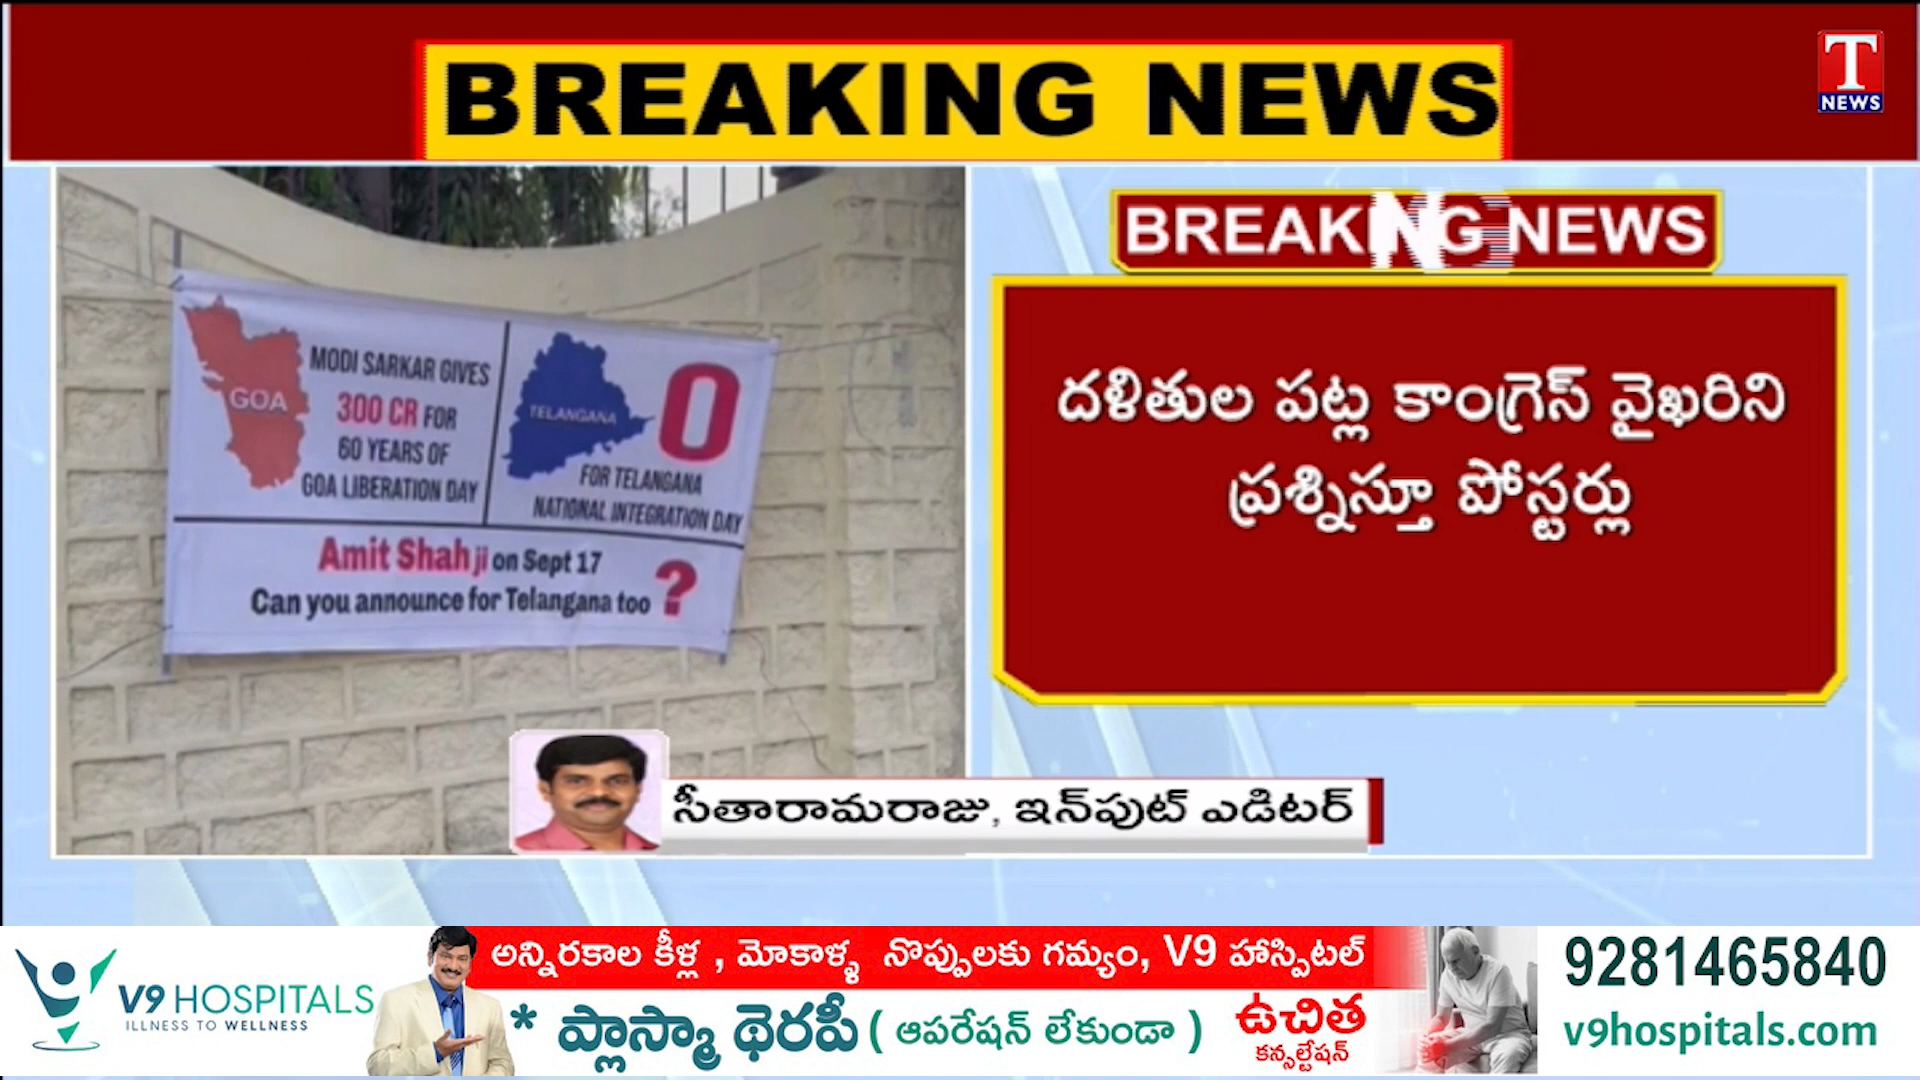 BREAKING NEWS
T
NEWS
BREAKING NEWS
GOA
MODI SARKAR GIVES
300 CR FOR
60 YEARS OF
GOA LIBERATION DAY
TELANGANA
0
FOR TELANGANA
NATIONAL INTEGRATION DAY
Amit Shah ji on Sept 17
Can you announce for Telangana too ?
దళితుల పట్ల కాంగ్రెస్ వైఖరిని
ప్రశ్నిస్తూ పోస్టర్లు
సీతారామరాజు, ఇన్‌పుట్ ఎడిటర్
V9 HOSPITALS
ILLNESS TO WELLNESS
అన్నిరకాల కీళ్ల , మోకాళ్ళ నొప్పులకు గమ్యం, V9 హాస్పిటల్
* ప్లాస్మా థెరపీ ( ఆపరేషన్ లేకుండా )
ఉచిత
కన్సల్టేషన్
9281465840
v9hospitals.com